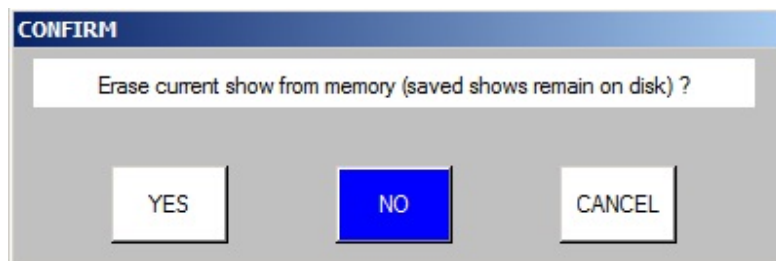 CONFIRM
Erase current show from memory (saved shows remain on disk) ?
YES NO CANCEL